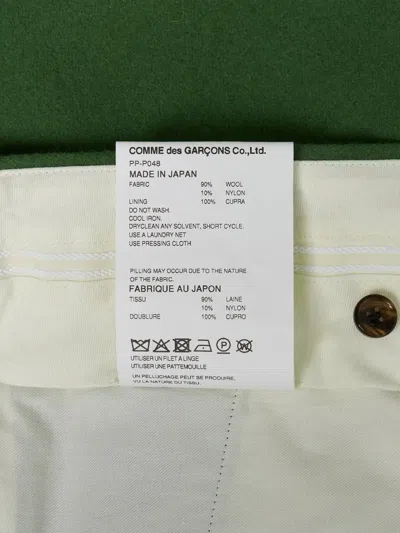 COMME des GARÇONS Co.,Ltd.
PP-P048
MADE IN JAPAN
FABRIC 90% WOOL
10% NYLON
LINING 100% CUPRA
DO NOT WASH.
COOL IRON.
DRYCLEAN ANY SOLVENT, SHORT CYCLE.
USE A LAUNDRY NET
USE PRESSING CLOTH
PILLING MAY OCCUR DUE TO THE NATURE
OF THE FABRIC.
FABRIQUE AU JAPON
TISSU 90% LAINE
10% NYLON
DOUBLURE 100% CUPRO
P
UTILISER UN FILET A LINGE
UTILISER UNE PATTEMOUILLE
UN PELLUCHAGE PEUT SE PRODUIRE,
VU LA NATURE DU TISSU.